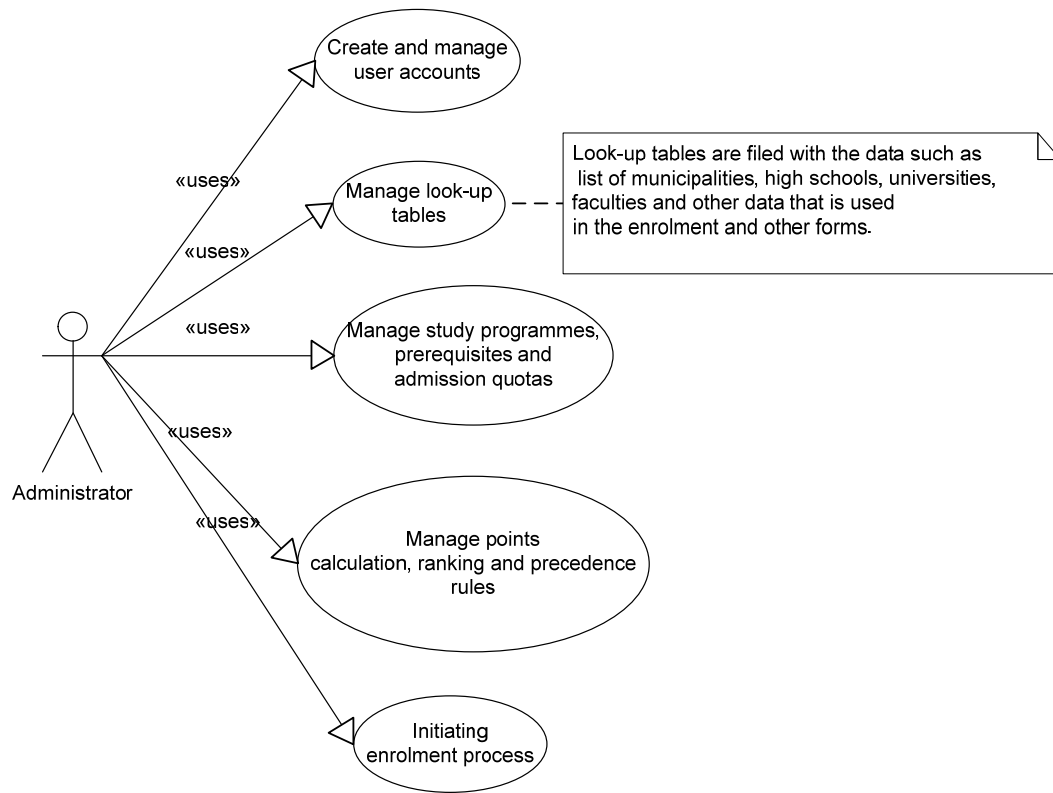 Create and manage
user accounts
«uses»
Look-up tables are filed with the data such as
list of municipalities, high schools, universities,
faculties and other data that is used
in the enrolment and other forms.
Manage look-up
tables
«uses»
«uses»
Manage study programmes,
prerequisites and
admission quotas
«uses»
Administrator
«uses»
Manage points
calculation, ranking and precedence
rules
Initiating
enrolment process